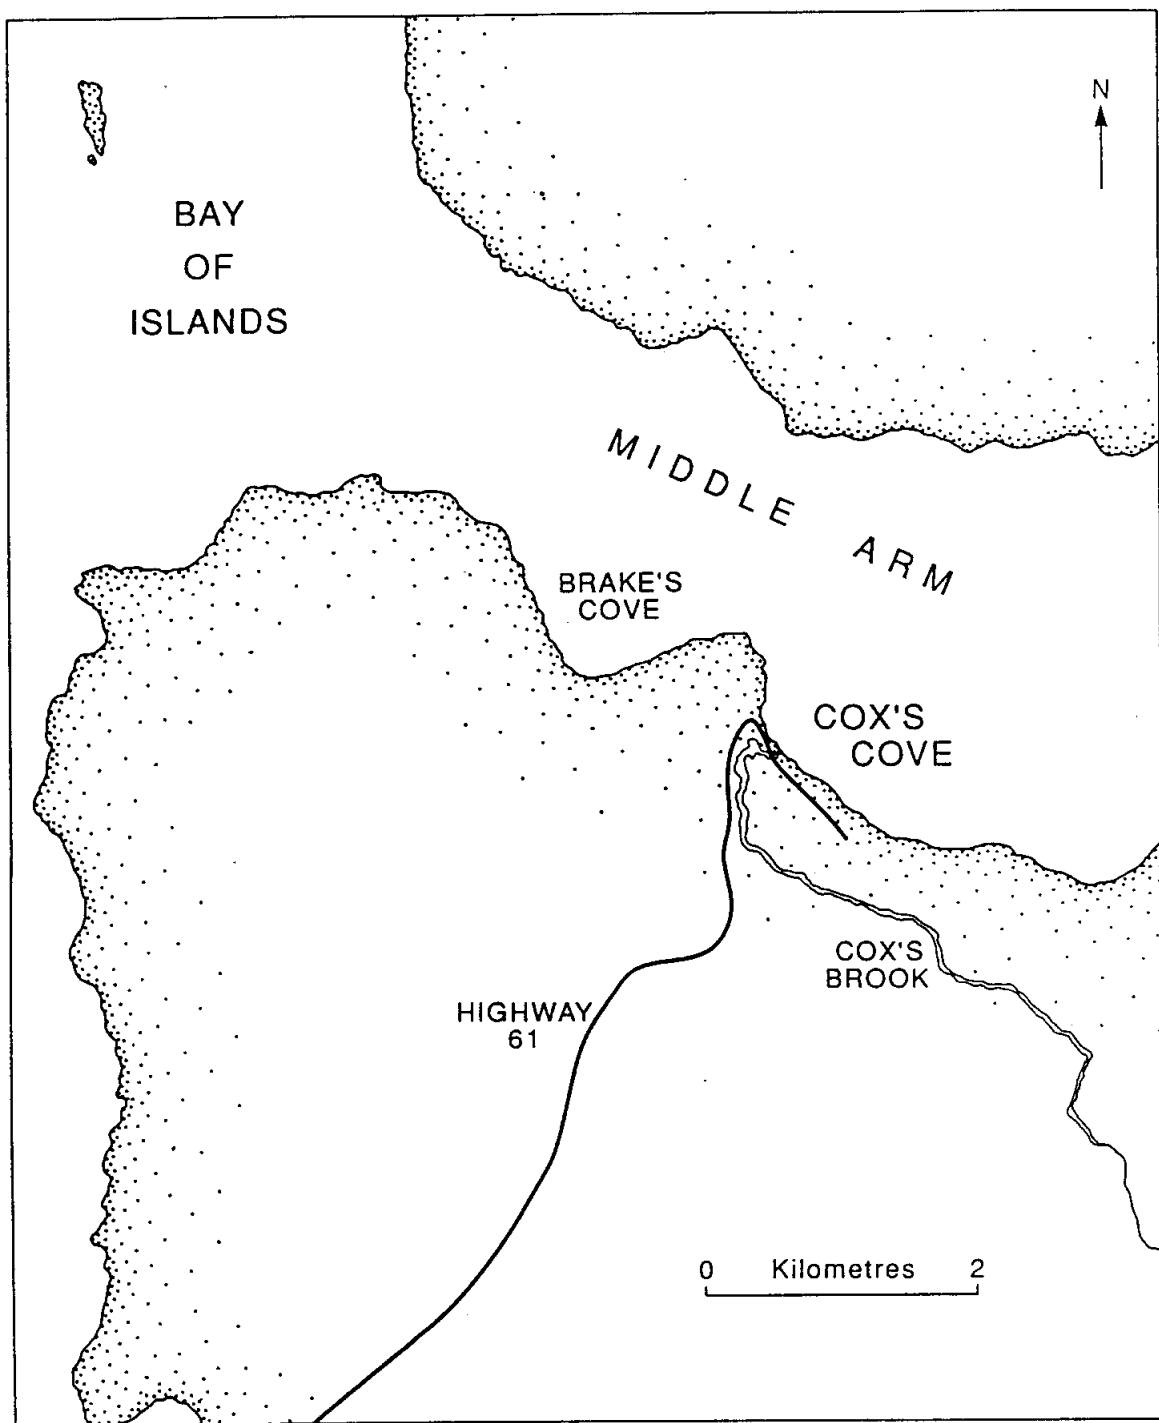 N
BAY
OF
ISLANDS
MIDDLE ARM
BRAKE'S
COVE
COX'S
COVE
COX'S
BROOK
HIGHWAY
61
0 Kilometres 2